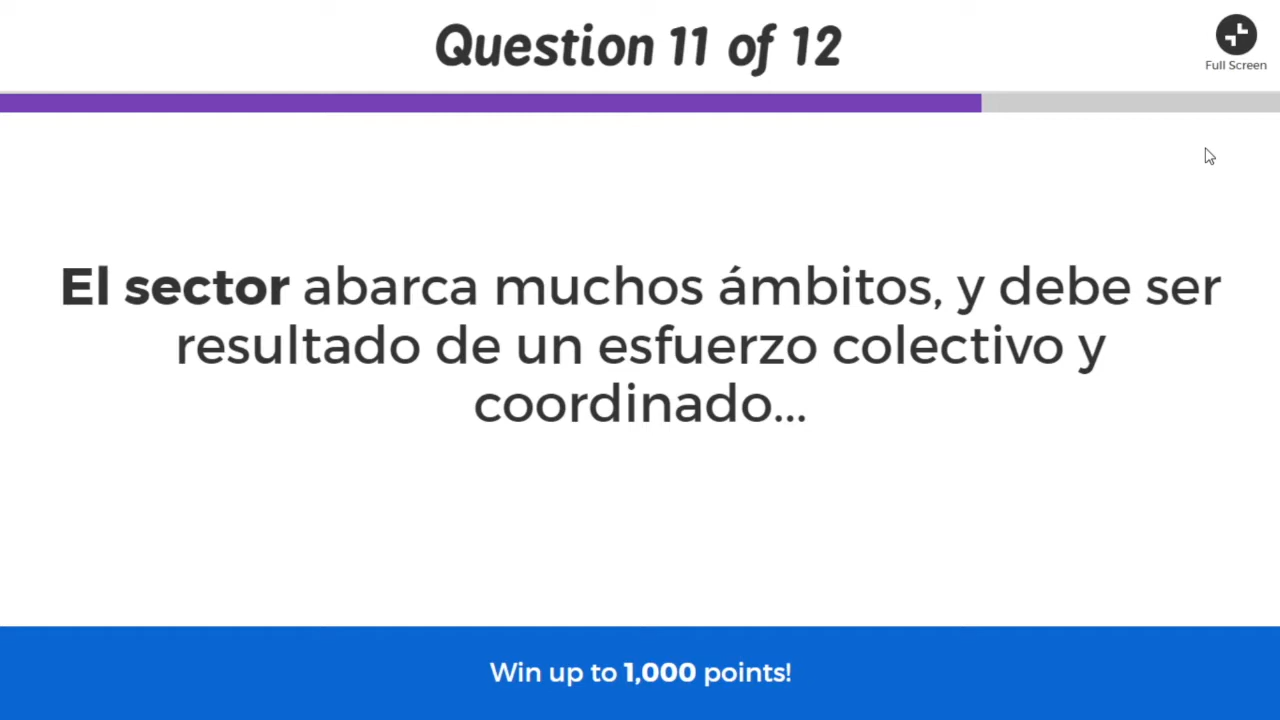 Question 11 of 12
Full Screen
El sector abarca muchos ámbitos, y debe ser
resultado de un esfuerzo colectivo y
coordinado...
Win up to 1,000 points!